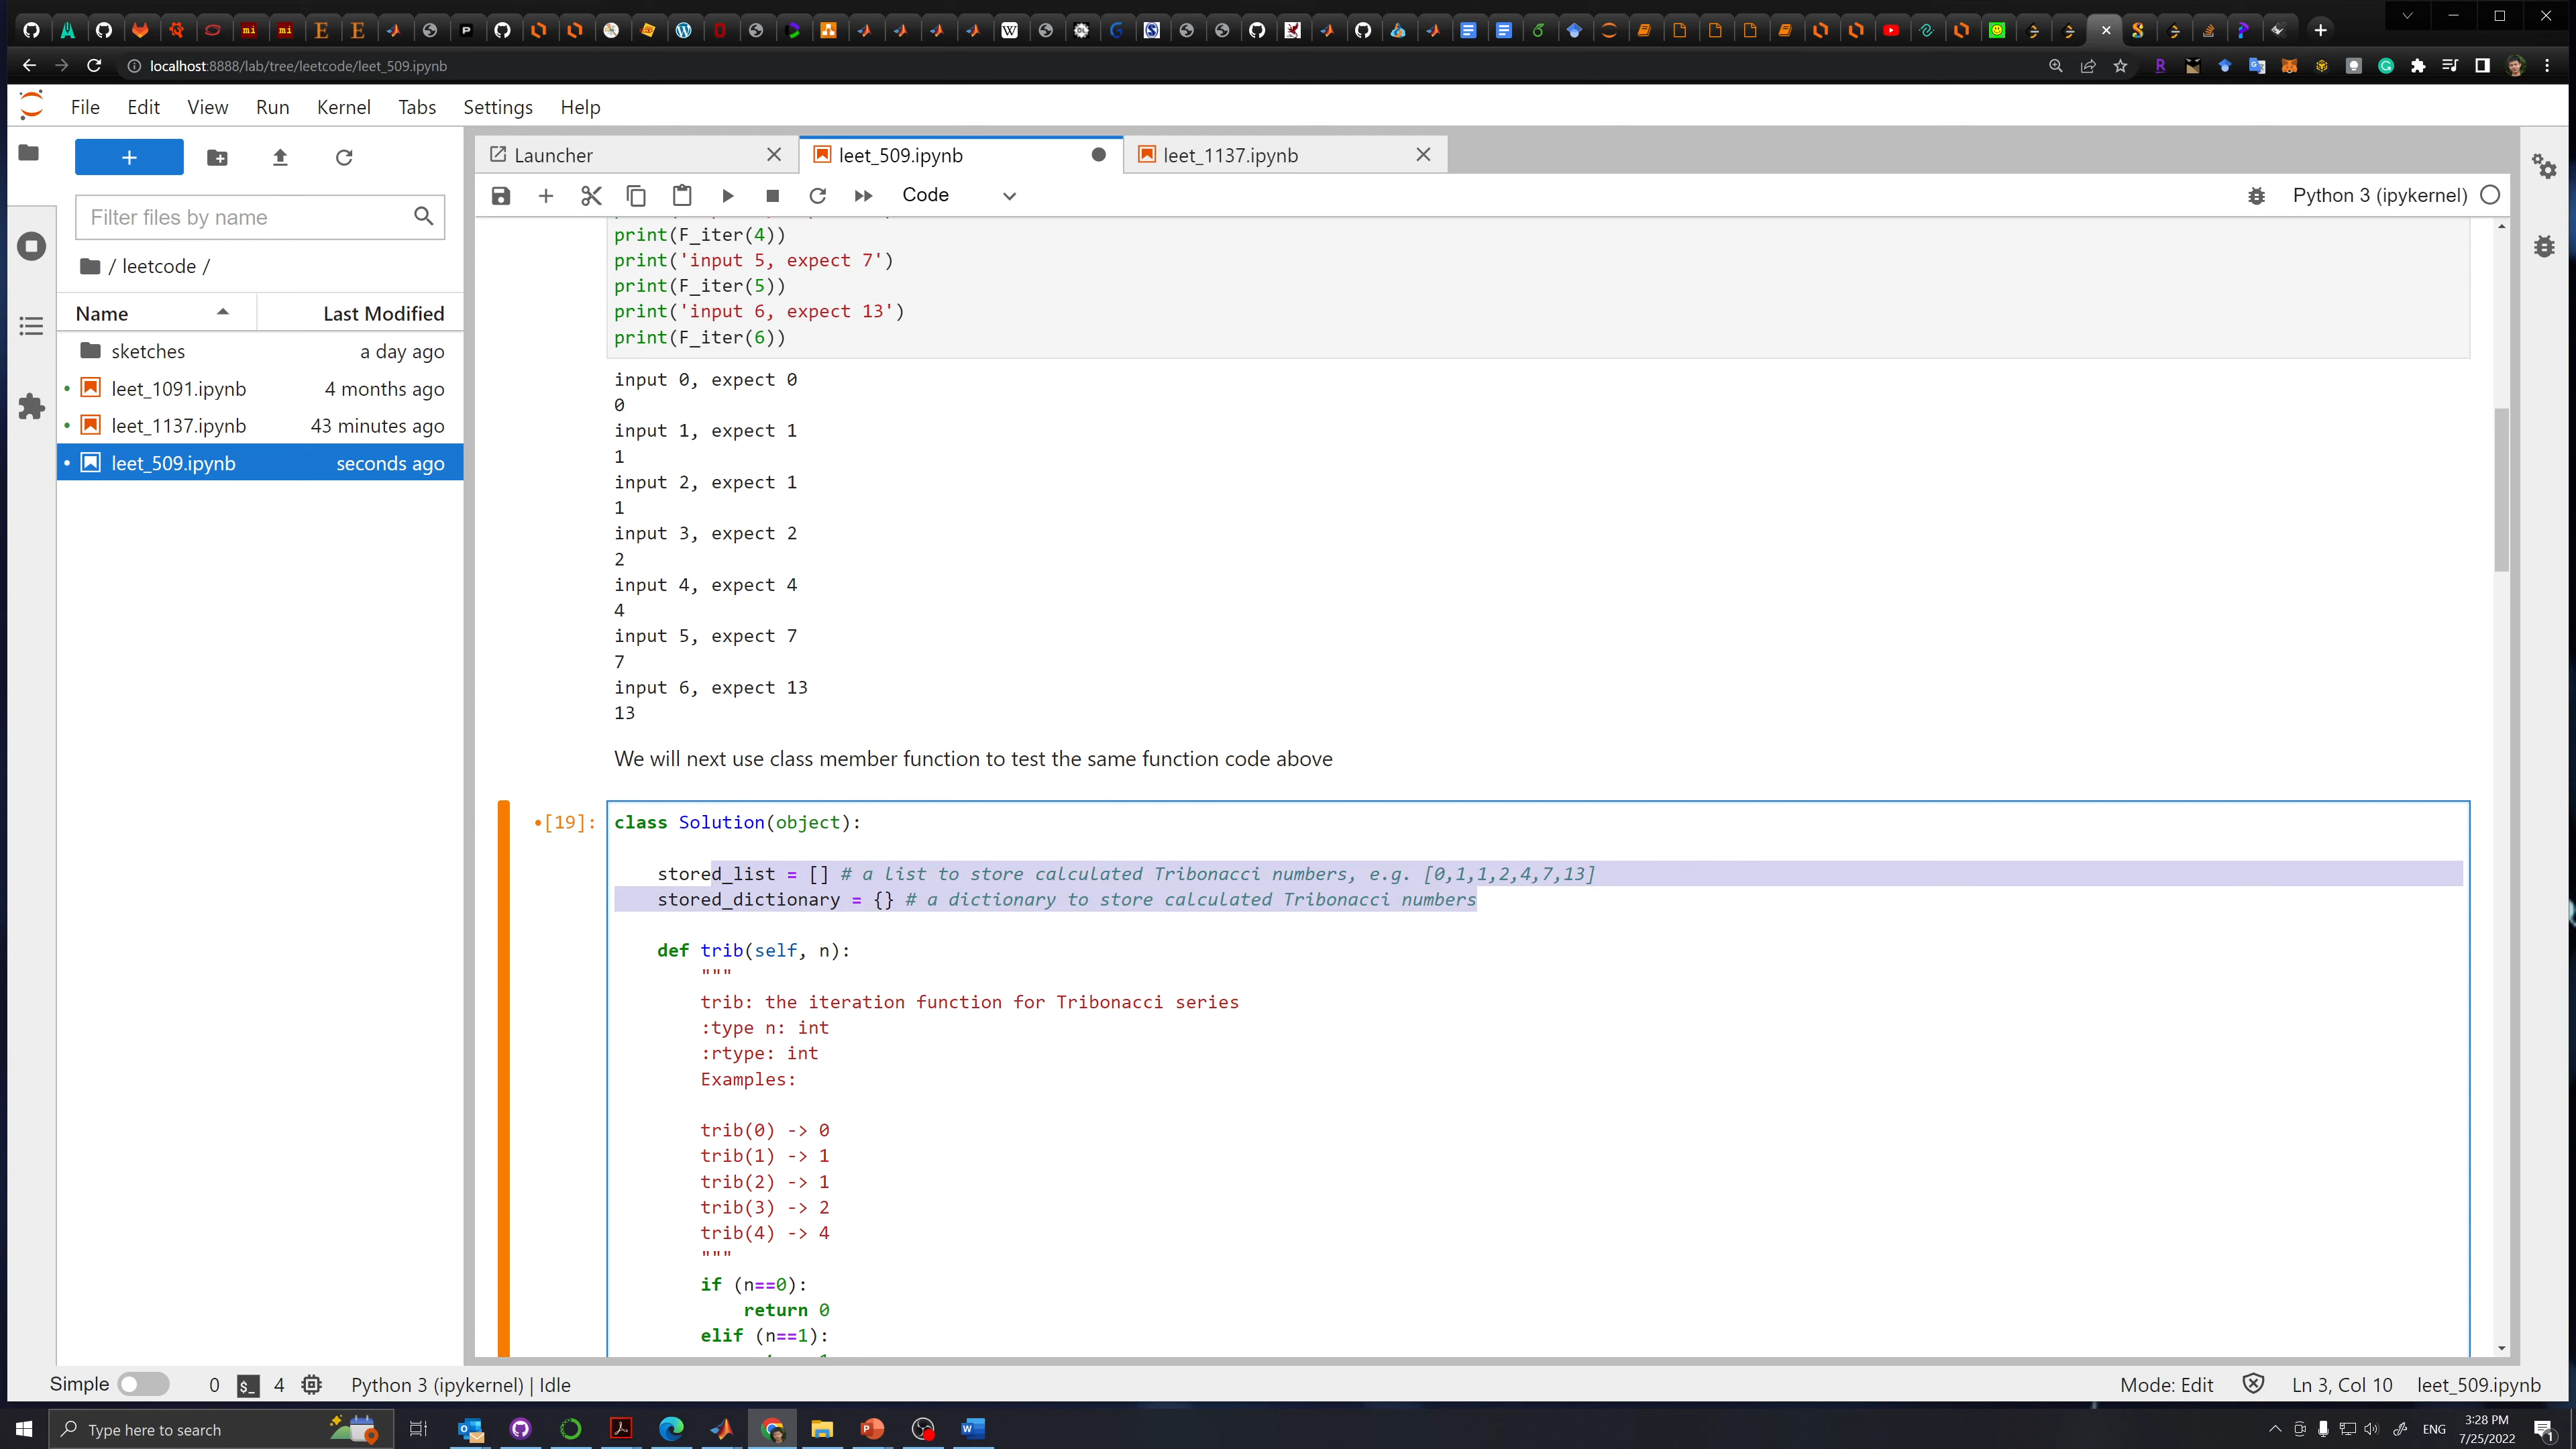 localhost:8888/lab/tree/leetcode/leet_509.ipynb
File Edit View Run Kernel Tabs Settings Help
Launcher
leet_509.ipynb
leet_1137.ipynb
Code
Python 3 (ipykernel)
Filter files by name
/ leetcode /
Name Last Modified
sketches a day ago
leet_1091.ipynb 4 months ago
leet_1137.ipynb 43 minutes ago
leet_509.ipynb seconds ago
print(F_iter(4))
print('input 5, expect 7')
print(F_iter(5))
print('input 6, expect 13')
print(F_iter(6))
input 0, expect 0
0
input 1, expect 1
1
input 2, expect 1
1
input 3, expect 2
2
input 4, expect 4
4
input 5, expect 7
7
input 6, expect 13
13
We will next use class member function to test the same function code above
[19]: class Solution(object):
stored_list = [] # a list to store calculated Tribonacci numbers, e.g. [0,1,1,2,4,7,13]
stored_dictionary = {} # a dictionary to store calculated Tribonacci numbers
def trib(self, n):
"""
trib: the iteration function for Tribonacci series
:type n: int
:rtype: int
Examples:
trib(0) -> 0
trib(1) -> 1
trib(2) -> 1
trib(3) -> 2
trib(4) -> 4
"""
if (n==0):
return 0
elif (n==1):
Simple 0 4 Python 3 (ipykernel) | Idle Mode: Edit Ln 3, Col 10 leet_509.ipynb
Type here to search
ENG
3:28 PM
7/25/2022